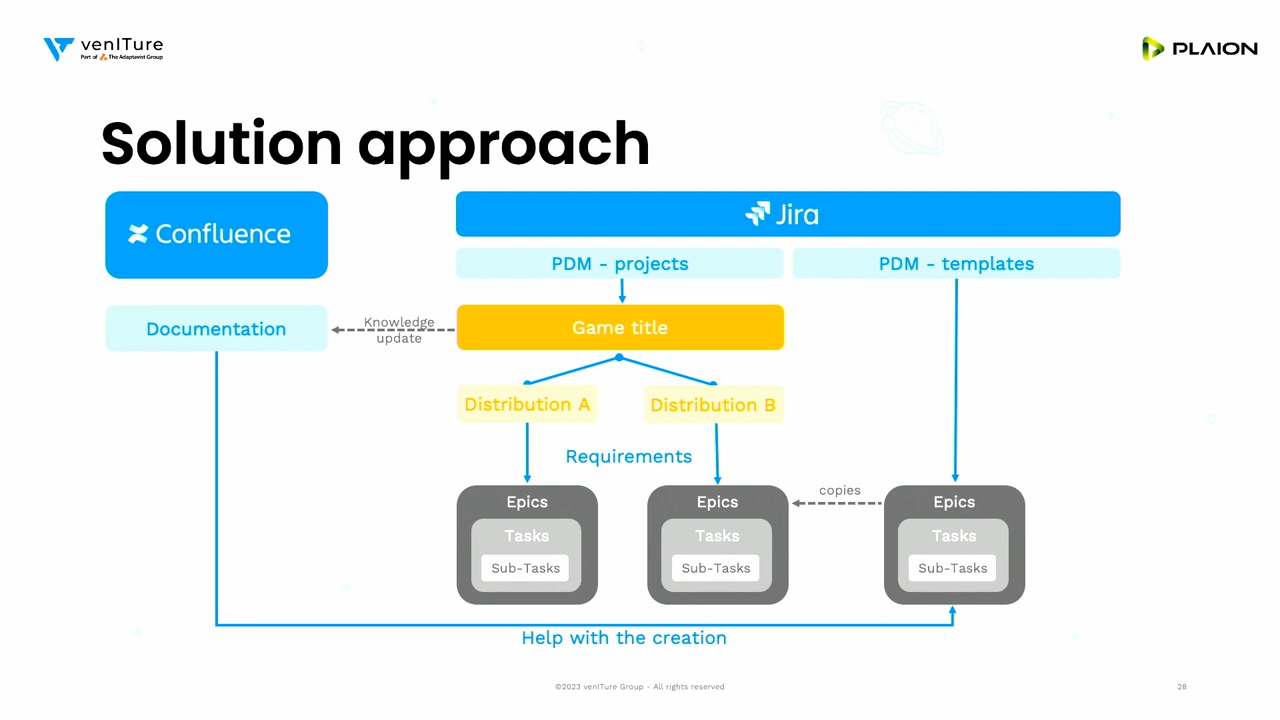 venITure
Part of The Adaptavist Group
PLAION
Solution approach
Confluence
Jira
PDM - projects
PDM - templates
Documentation
Knowledge
update
Game title
Distribution A
Distribution B
Requirements
Epics
Tasks
Sub-Tasks
Epics
Tasks
Sub-Tasks
copies
Epics
Tasks
Sub-Tasks
Help with the creation
©2023 venITure Group - All rights reserved
28